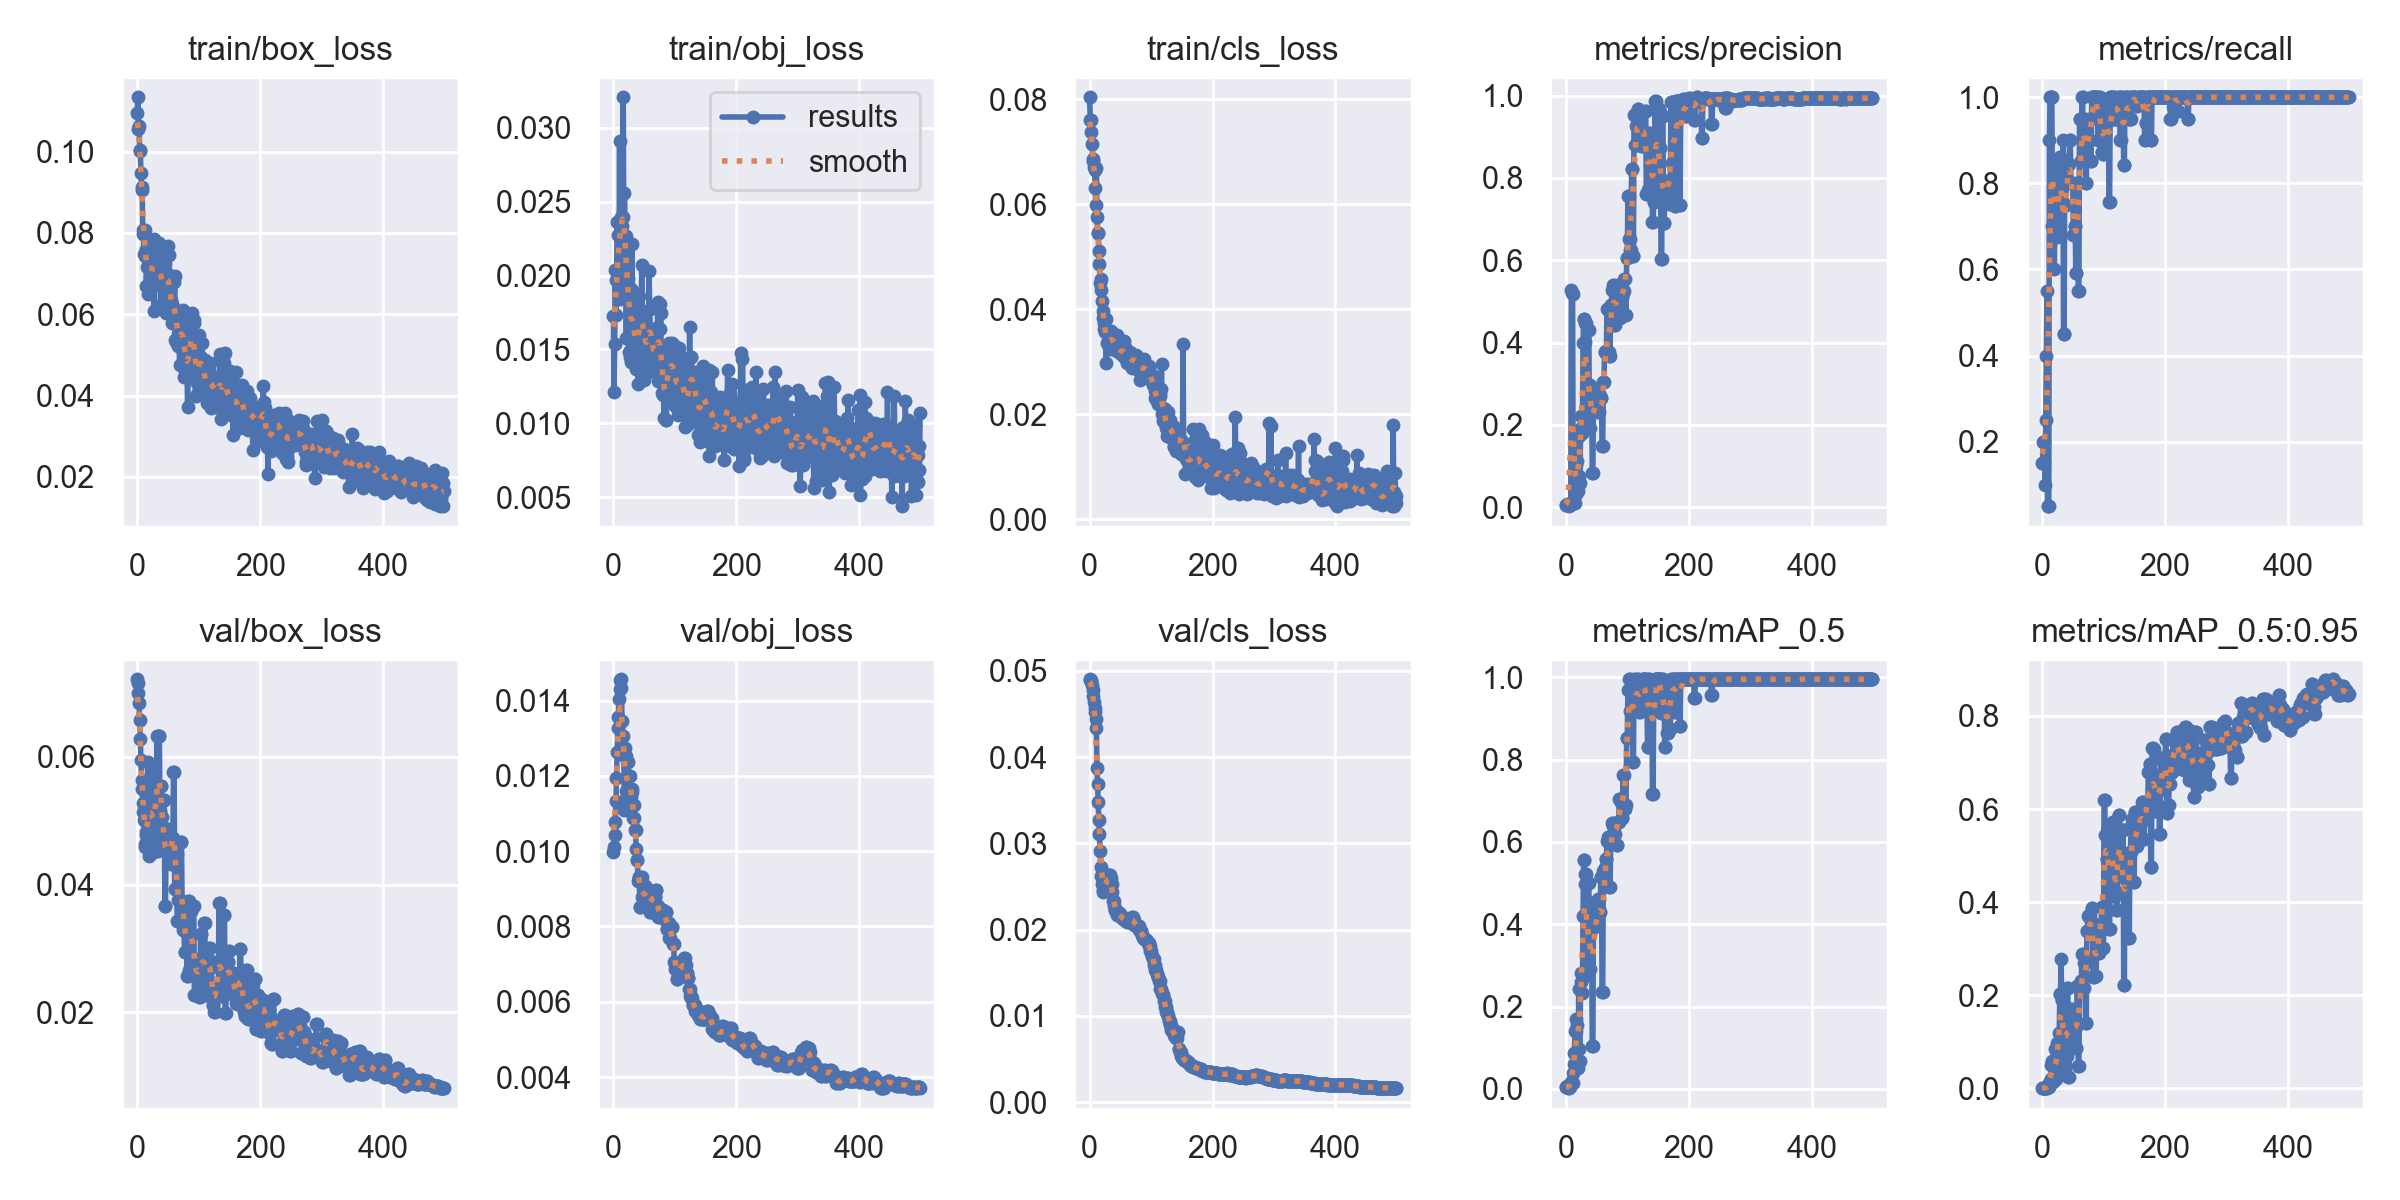 train/box_loss
0.10
0.08
0.06
0.04
0.02
0 200 400
train/obj_loss
results
smooth
0.030
0.025
0.020
0.015
0.010
0.005
0 200 400
train/cls_loss
0.08
0.06
0.04
0.02
0.00
0 200 400
metrics/precision
1.0
0.8
0.6
0.4
0.2
0.0
0 200 400
metrics/recall
1.0
0.8
0.6
0.4
0.2
0 200 400
val/box_loss
0.06
0.04
0.02
0 200 400
val/obj_loss
0.014
0.012
0.010
0.008
0.006
0.004
0 200 400
val/cls_loss
0.05
0.04
0.03
0.02
0.01
0.00
0 200 400
metrics/mAP_0.5
1.0
0.8
0.6
0.4
0.2
0.0
0 200 400
metrics/mAP_0.5:0.95
0.8
0.6
0.4
0.2
0.0
0 200 400